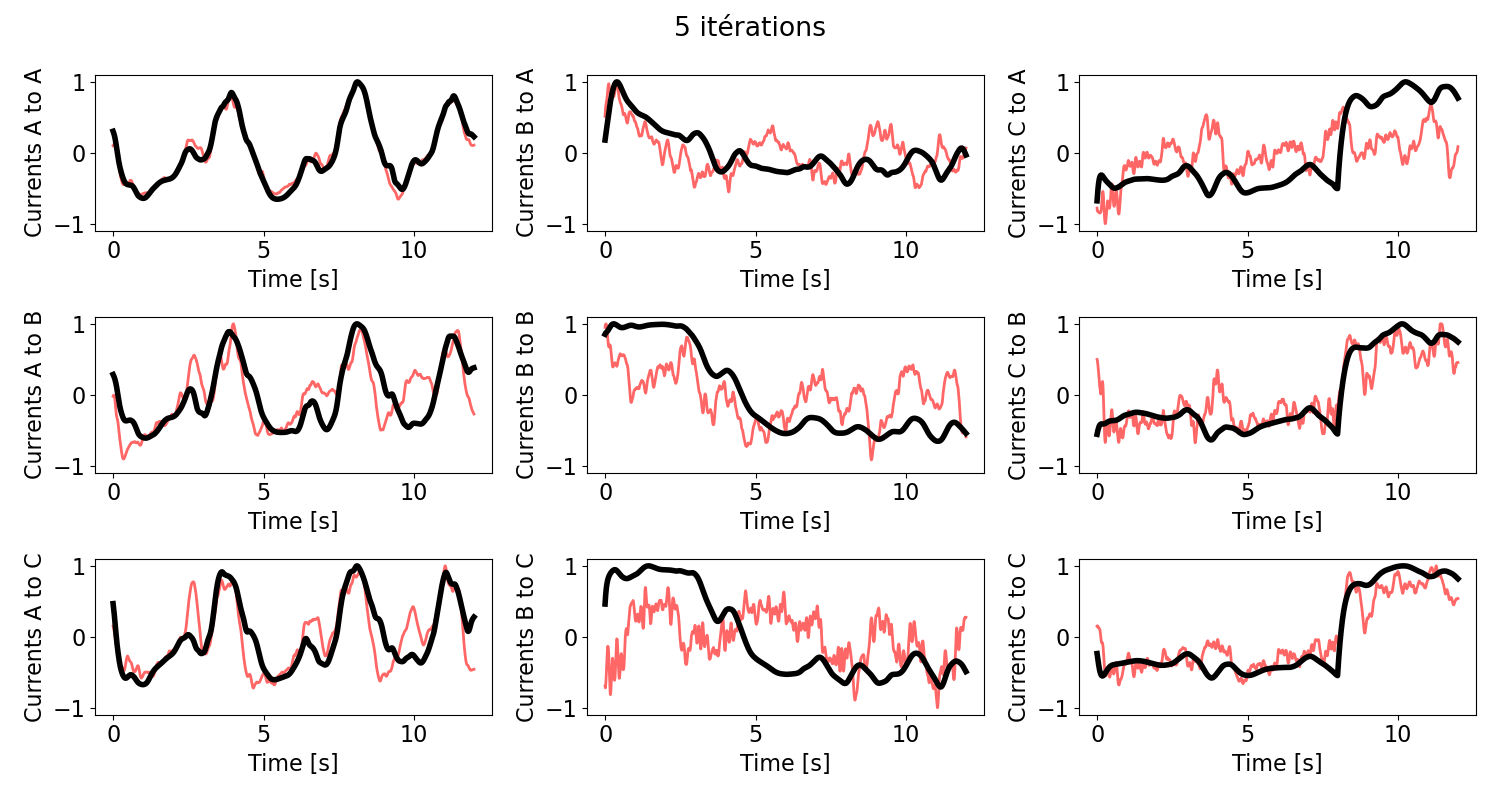 5 itérations
Currents A to A
1
0
−1
0 5 10
Time [s]
Currents B to A
1
0
−1
0 5 10
Time [s]
Currents C to A
1
0
−1
0 5 10
Time [s]
Currents A to B
1
0
−1
0 5 10
Time [s]
Currents B to B
1
0
−1
0 5 10
Time [s]
Currents C to B
1
0
−1
0 5 10
Time [s]
Currents A to C
1
0
−1
0 5 10
Time [s]
Currents B to C
1
0
−1
0 5 10
Time [s]
Currents C to C
1
0
−1
0 5 10
Time [s]